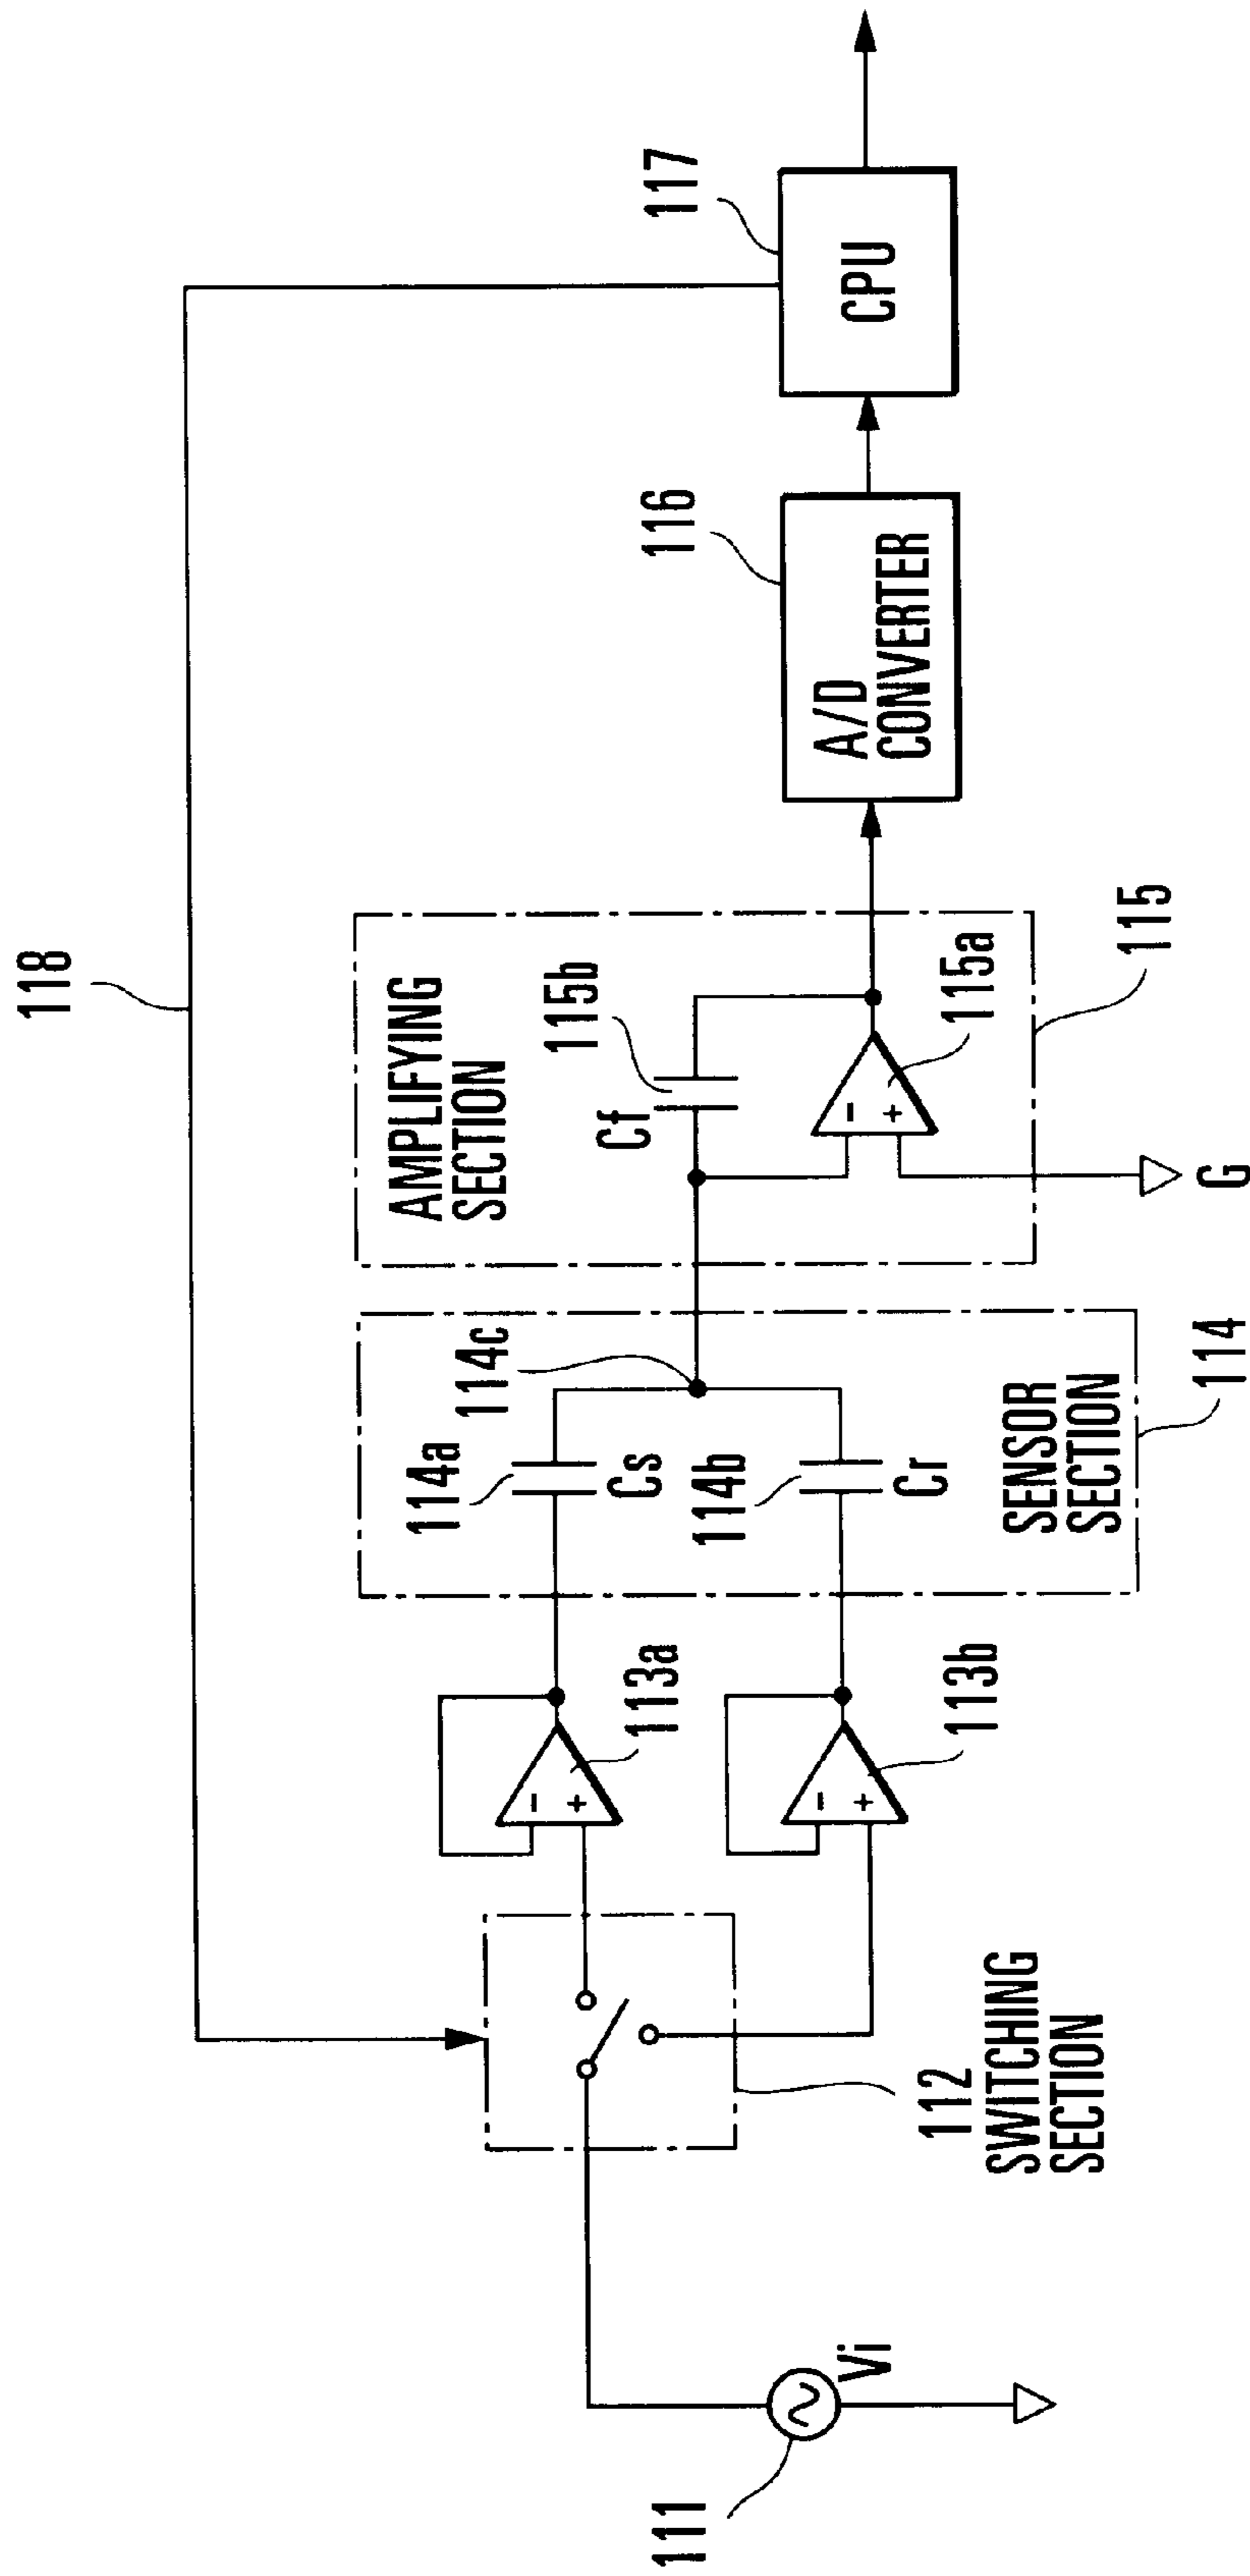 118
117
CPU
116
A/D
CONVERTER
AMPLIFYING
SECTION
115b
Cf
115a
-
+
115
G
114c
114a
Cs
114b
Cr
SENSOR
SECTION
114
113a
-
+
113b
-
+
112
SWITCHING
SECTION
Vi
111